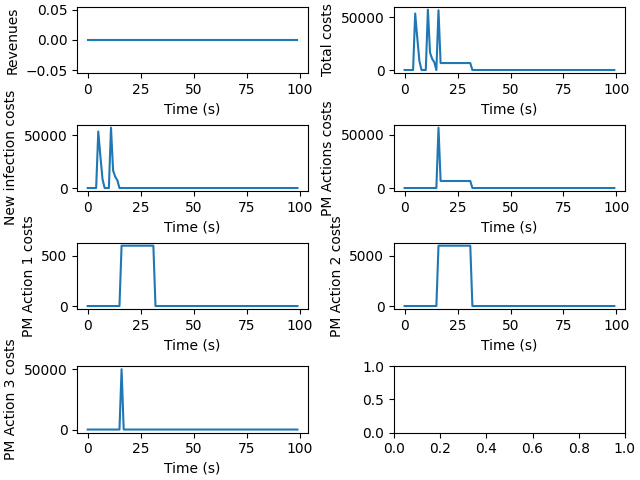 Revenues
0.05
0.00
−0.05
0 25 50 75 100
Time (s)
Total costs
50000
0
0 25 50 75 100
Time (s)
New infection costs
50000
0
0 25 50 75 100
Time (s)
PM Actions costs
50000
0
0 25 50 75 100
Time (s)
PM Action 1 costs
500
0
0 25 50 75 100
Time (s)
PM Action 2 costs
5000
0
0 25 50 75 100
Time (s)
PM Action 3 costs
50000
0
0 25 50 75 100
Time (s)
1.0
0.5
0.0
0.0 0.2 0.4 0.6 0.8 1.0